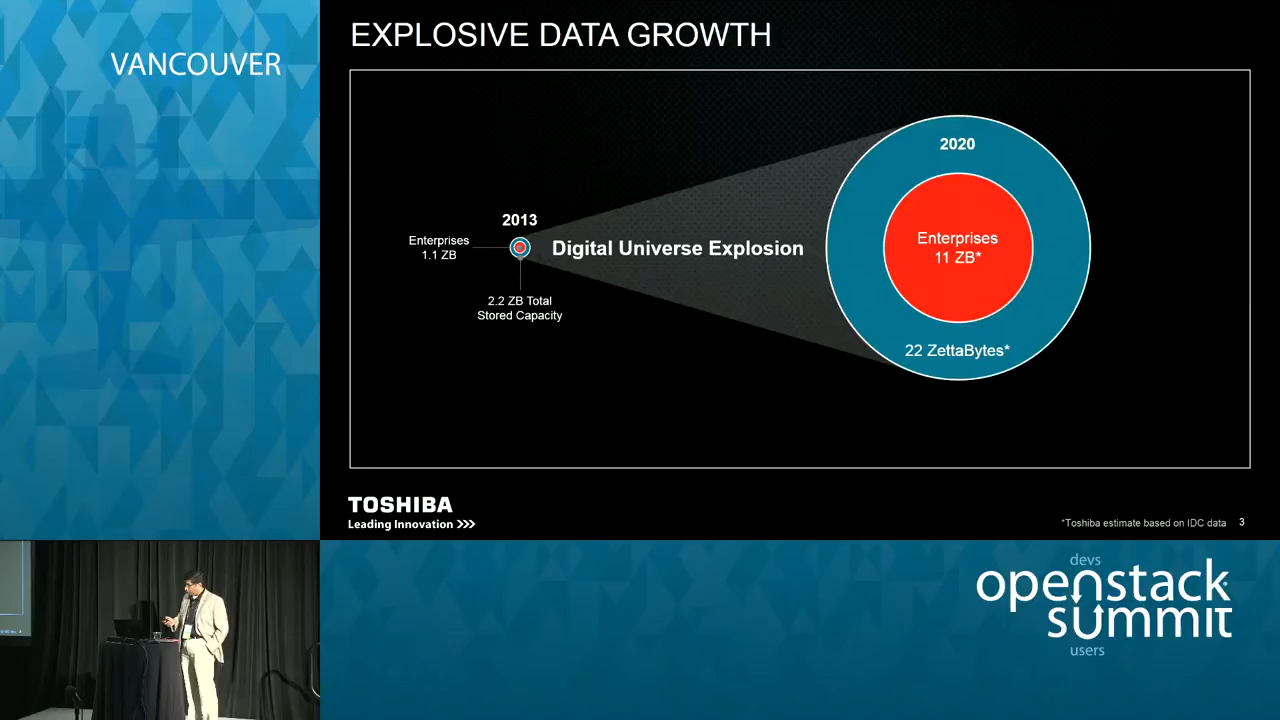 VANCOUVER
EXPLOSIVE DATA GROWTH
2013
Enterprises
1.1 ZB
2.2 ZB Total
Stored Capacity
Digital Universe Explosion
2020
Enterprises
11 ZB*
22 ZettaBytes*
TOSHIBA
Leading Innovation >>>
*Toshiba estimate based on IDC data 3
devs
openstack
summit
users